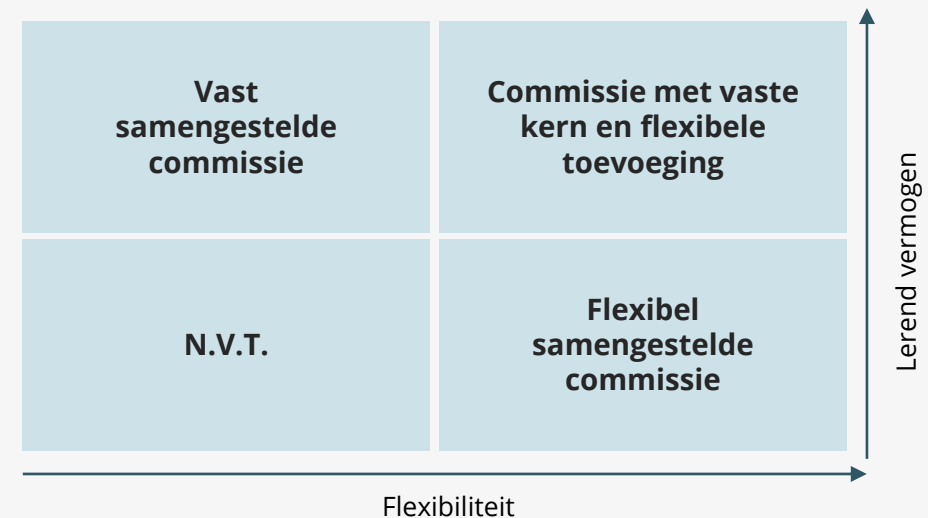 Vast
samengestelde
commissie
Commissie met vaste
kern en flexibele
toevoeging
N.V.T.
Flexibel
samengestelde
commissie
Lerend vermogen
Flexibiliteit